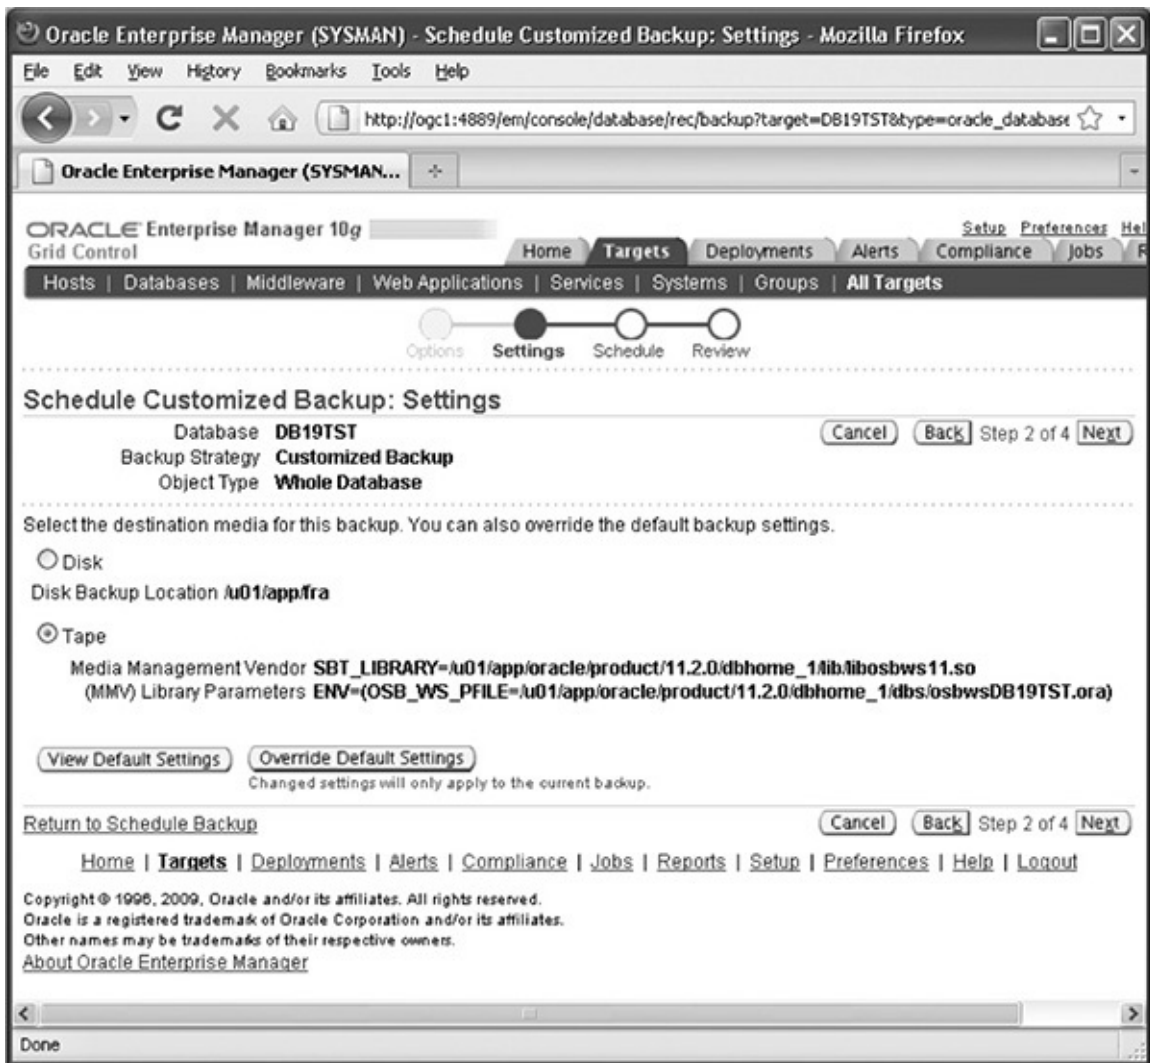 Oracle Enterprise Manager (SYSMAN) - Schedule Customized Backup: Settings - Mozilla Firefox
File Edit View History Bookmarks Tools Help
http://ogc1:4889/em/console/database/rec/backup?target=DB19TST&type=oracle_database
Oracle Enterprise Manager (SYSMAN...
ORACLE Enterprise Manager 10g
Grid Control
Setup Preferences Hel
Home Targets Deployments Alerts Compliance Jobs R
Hosts | Databases | Middleware | Web Applications | Services | Systems | Groups | All Targets
Options Settings Schedule Review
Schedule Customized Backup: Settings
Database DB19TST
Cancel Back Step 2 of 4 Next
Backup Strategy Customized Backup
Object Type Whole Database
Select the destination media for this backup. You can also override the default backup settings.
Disk
Disk Backup Location /u01/app/fra
Tape
Media Management Vendor SBT_LIBRARY=/u01/app/oracle/product/11.2.0/dbhome_1/lib/libosbws11.so
(MMV) Library Parameters ENV=(OSB_WS_PFILE=/u01/app/oracle/product/11.2.0/dbhome_1/dbs/osbwsDB19TST.ora)
View Default Settings Override Default Settings
Changed settings will only apply to the current backup.
Return to Schedule Backup
Cancel Back Step 2 of 4 Next
Home | Targets | Deployments | Alerts | Compliance | Jobs | Reports | Setup | Preferences | Help | Logout
Copyright © 1996, 2009, Oracle and/or its affiliates. All rights reserved.
Oracle is a registered trademark of Oracle Corporation and/or its affiliates.
Other names may be trademarks of their respective owners.
About Oracle Enterprise Manager
Done